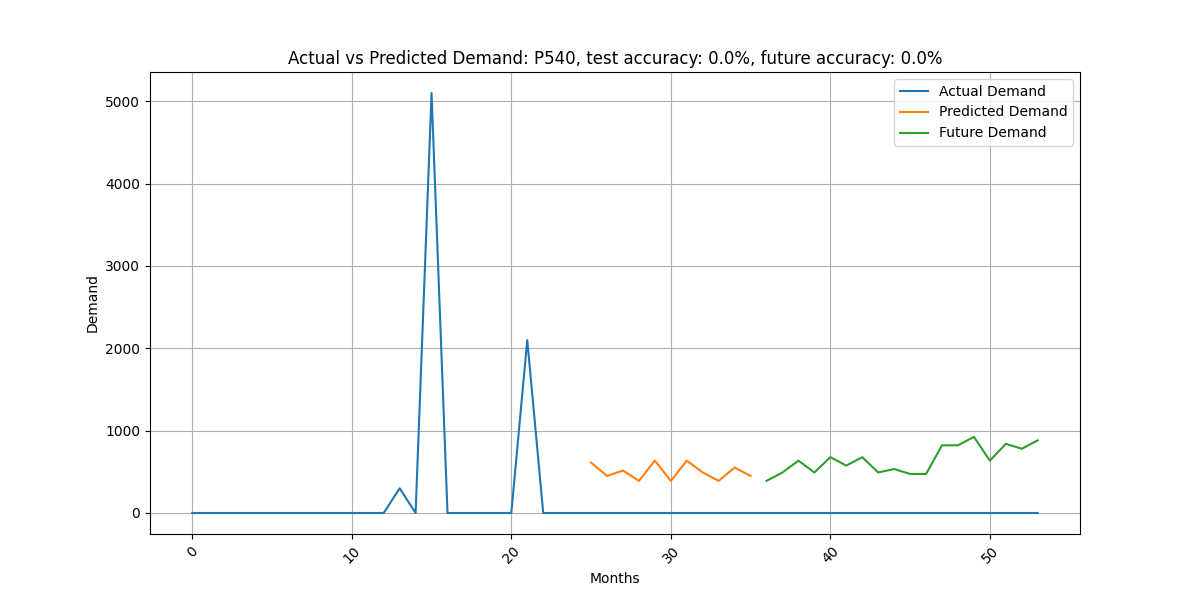 Actual vs Predicted Demand: P540, test accuracy: 0.0%, future accuracy: 0.0%
Actual Demand
Predicted Demand
Future Demand
Demand
5000
4000
3000
2000
1000
0
0
10
20
30
40
50
Months